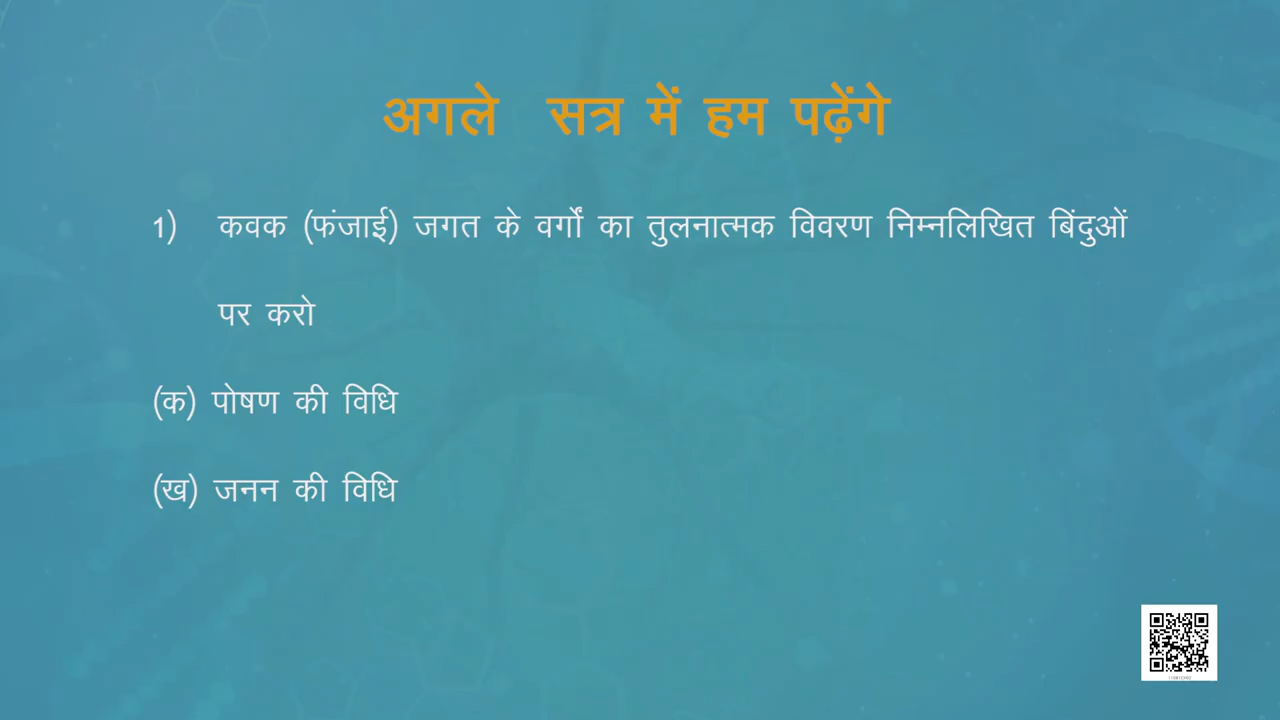 अगले सत्र में हम पढ़ेंगे
1) कवक (फंजाई) जगत के वर्गों का तुलनात्मक विवरण निम्नलिखित बिंदुओं
पर करो
(क) पोषण की विधि
(ख) जनन की विधि